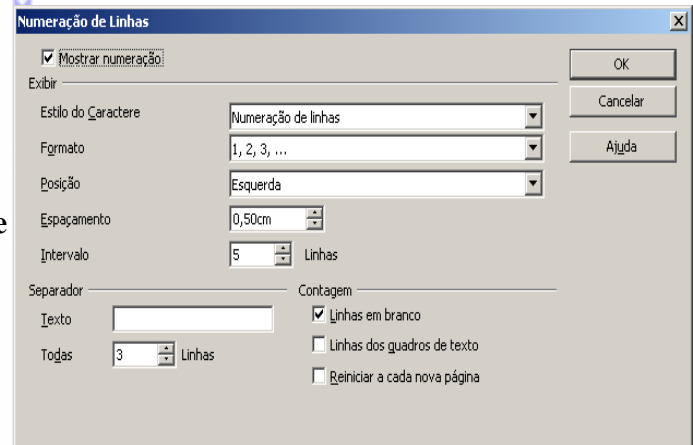 Numeração de Linhas
Mostrar numeração
OK
Exibir
Cancelar
Estilo do Caractere
Numeração de linhas
Formato
1, 2, 3, ...
Ajuda
Posição
Esquerda
e
Espaçamento
0,50cm
Intervalo
5
Linhas
Separador
Contagem
Texto
Linhas em branco
Todas
3
Linhas
Linhas dos quadros de texto
Reiniciar a cada nova página